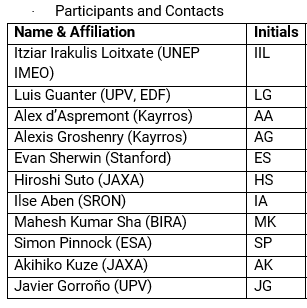 · Participants and Contacts
Name & Affiliation Initials
Itziar Irakulis Loitxate (UNEP IIL
IMEO)
Luis Guanter (UPV, EDF) LG
Alex d’Aspremont (Kayrros) AA
Alexis Groshenry (Kayrros) AG
Evan Sherwin (Stanford) ES
Hiroshi Suto (JAXA) HS
Ilse Aben (SRON) IA
Mahesh Kumar Sha (BIRA) MK
Simon Pinnock (ESA) SP
Akihiko Kuze (JAXA) AK
Javier Gorroño (UPV) JG